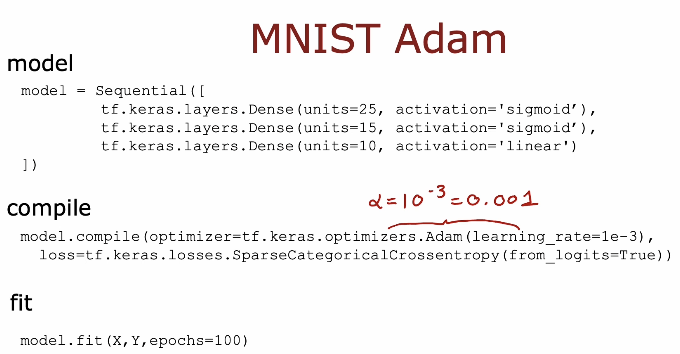 MNIST Adam
model
model = Sequential([
tf.keras.layers.Dense(units=25, activation='sigmoid’),
tf.keras.layers.Dense(units=15, activation='sigmoid’),
tf.keras.layers.Dense(units=10, activation='linear')
])
α=10⁻³=0.001
compile
model.compile(optimizer=tf.keras.optimizers.Adam(learning_rate=1e-3),
loss=tf.keras.losses.SparseCategoricalCrossentropy(from_logits=True))
fit
model.fit(X,Y,epochs=100)